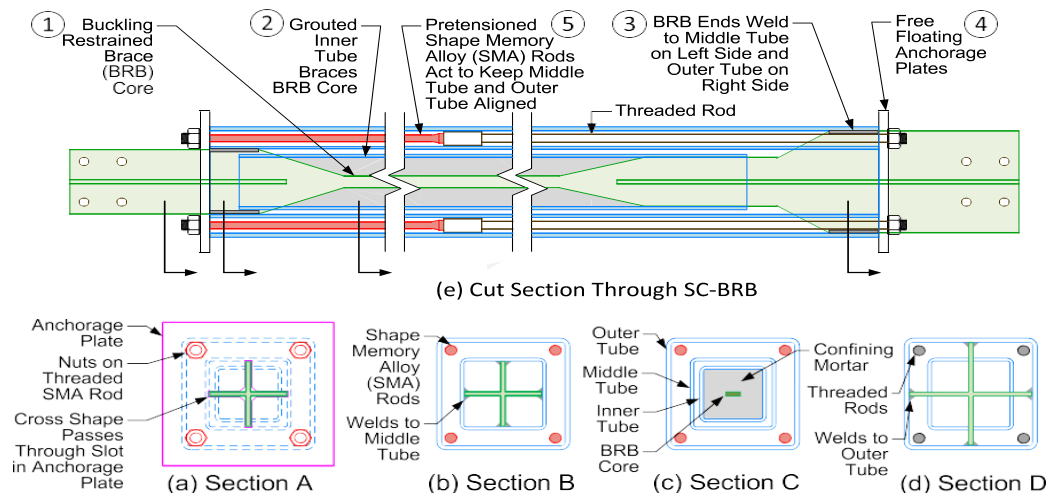 1
Buckling
Restrained
Brace
(BRB)
Core
2
Grouted
Inner
Tube
Braces
BRB Core
Pretensioned
Shape Memory
Alloy (SMA) Rods
Act to Keep Middle
Tube and Outer
Tube Aligned
5
3
BRB Ends Weld
to Middle Tube
on Left Side and
Outer Tube on
Right Side
Free
Floating
Anchorage
Plates
4
Threaded Rod
(e) Cut Section Through SC-BRB
Anchorage
Plate
Nuts on
Threaded
SMA Rod
Cross Shape
Passes
Through Slot
in Anchorage
Plate
(a) Section A
Shape
Memory
Alloy
(SMA)
Rods
Welds to
Middle
Tube
(b) Section B
Outer
Tube
Middle
Tube
Inner
Tube
BRB
Core
(c) Section C
Confining
Mortar
Threaded
Rods
Welds to
Outer
Tube
(d) Section D